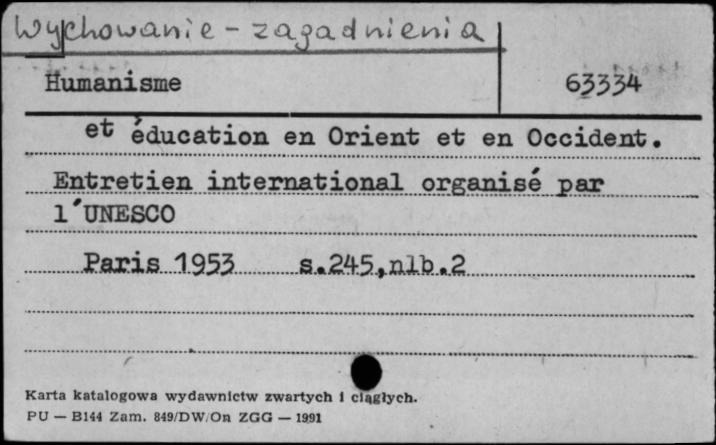 Wychowanie - zagadnienia
Humanisme 63334
et éducation en Orient et en Occident.
Entretien international organisé par
l'UNESCO
Paris 1953 s.245,nlb.2
Karta katalogowa wydawnictw zwartych i ciągłych.
PU — B144 Zam. 849/DW/On ZGG — 1991